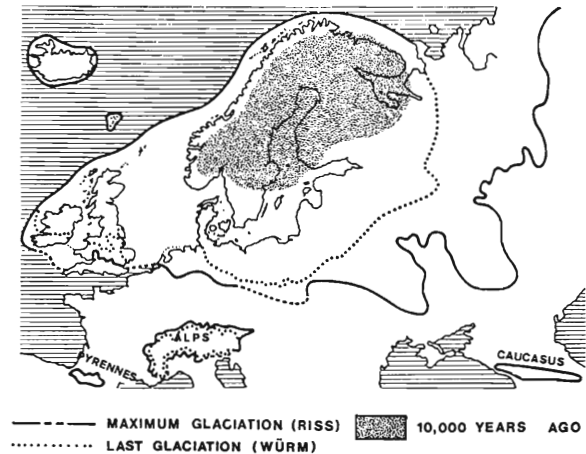 ALPS
PYRENNES
CAUCASUS
MAXIMUM GLACIATION (RISS)
10,000 YEARS AGO
LAST GLACIATION (WÜRM)